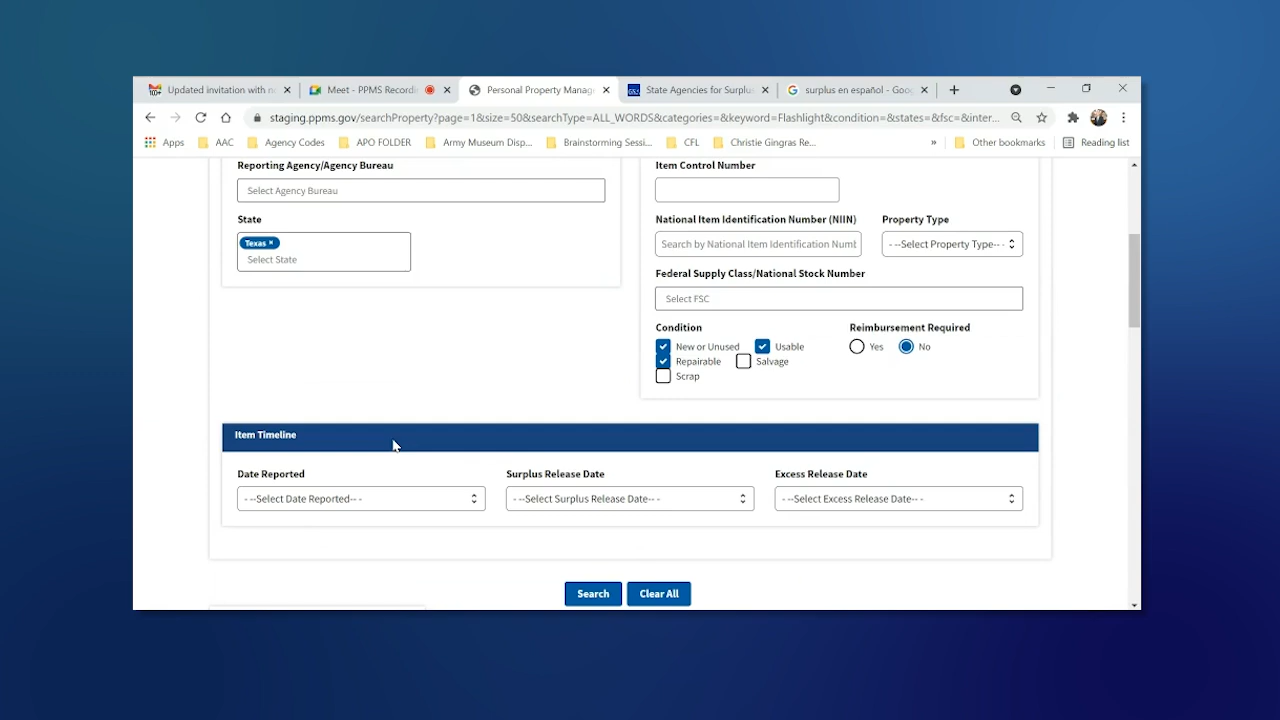 Updated invitation with n
Meet - PPMS Recordi
Personal Property Manag
GSA
State Agencies for Surplu
surplus en español - Goo
staging.ppms.gov/searchProperty?page=1&size=50&searchType=ALL_WORDS&categories=&keyword=Flashlight&condition=&states=&fsc=&inter...
Apps
AAC
Agency Codes
APO FOLDER
Army Museum Disp...
Brainstorming Sessi...
CFL
Christie Gingras Re...
»
Other bookmarks
Reading list
Reporting Agency/Agency Bureau
Select Agency Bureau
State
Texas ×
Select State
Item Control Number
National Item Identification Number (NIIN)
Property Type
Search by National Item Identification Numb
- --Select Property Type-- -
Federal Supply Class/National Stock Number
Select FSC
Condition
Reimbursement Required
New or Unused
Usable
Yes
No
Repairable
Salvage
Scrap
Item Timeline
Date Reported
Surplus Release Date
Excess Release Date
- --Select Date Reported-- -
- --Select Surplus Release Date-- -
- --Select Excess Release Date-- -
Search
Clear All